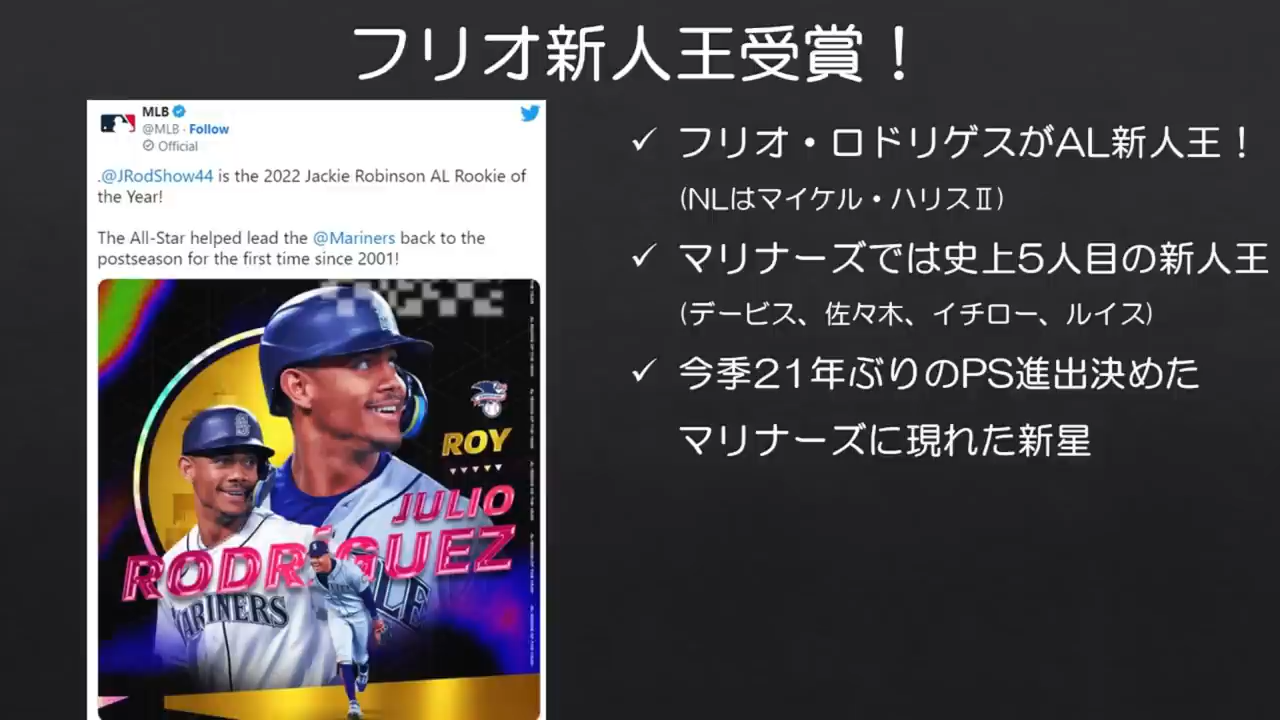 フリオ新人王受賞！
MLB
@MLB · Follow
Official
.@JRodShow44 is the 2022 Jackie Robinson AL Rookie of
the Year!
The All-Star helped lead the @Mariners back to the
postseason for the first time since 2001!
ROY
JULIO
RODRÍGUEZ
MARINERS
✓ フリオ・ロドリゲスがAL新人王！
(NLはマイケル・ハリスⅡ)
✓ マリナーズでは史上5人目の新人王
(デービス、佐々木、イチロー、ルイス)
✓ 今季21年ぶりのPS進出決めた
マリナーズに現れた新星